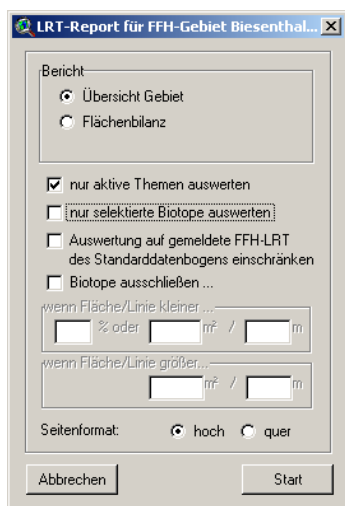 LRT-Report für FFH-Gebiet Biesenthal...
Bericht
Übersicht Gebiet
Flächenbilanz
nur aktive Themen auswerten
nur selektierte Biotope auswerten
Auswertung auf gemeldete FFH-LRT
des Standarddatenbogens einschränken
Biotope ausschließen ...
wenn Fläche/Linie kleiner ...
% oder m² / m
wenn Fläche/Linie größer...
m² / m
Seitenformat: hoch quer
Abbrechen Start